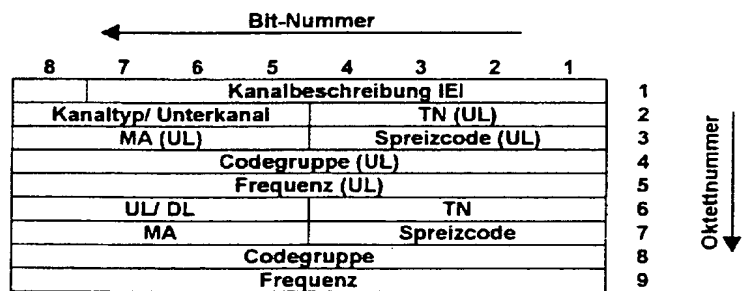 Bit-Nummer
8 7 6 5 4 3 2 1
Kanalbeschreibung IEI 1
Kanaltyp/ Unterkanal TN (UL) 2
MA (UL) Spreizcode (UL) 3
Codegruppe (UL) 4
Frequenz (UL) 5
UL/ DL TN 6
MA Spreizcode 7
Codegruppe 8
Frequenz 9
Oktettnummer